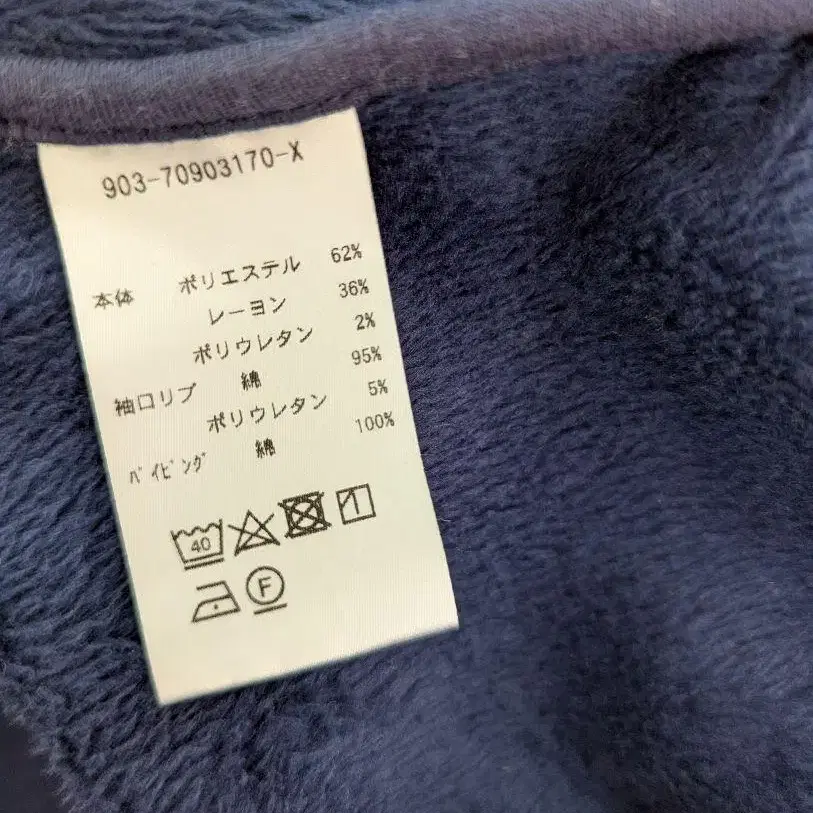 903-70903170-X
本体 ポリエステル 62%
レーヨン 36%
ポリウレタン 2%
袖口リブ 綿 95%
ポリウレタン 5%
ﾊﾟｲﾋﾟﾝｸﾞ 綿 100%
40
F